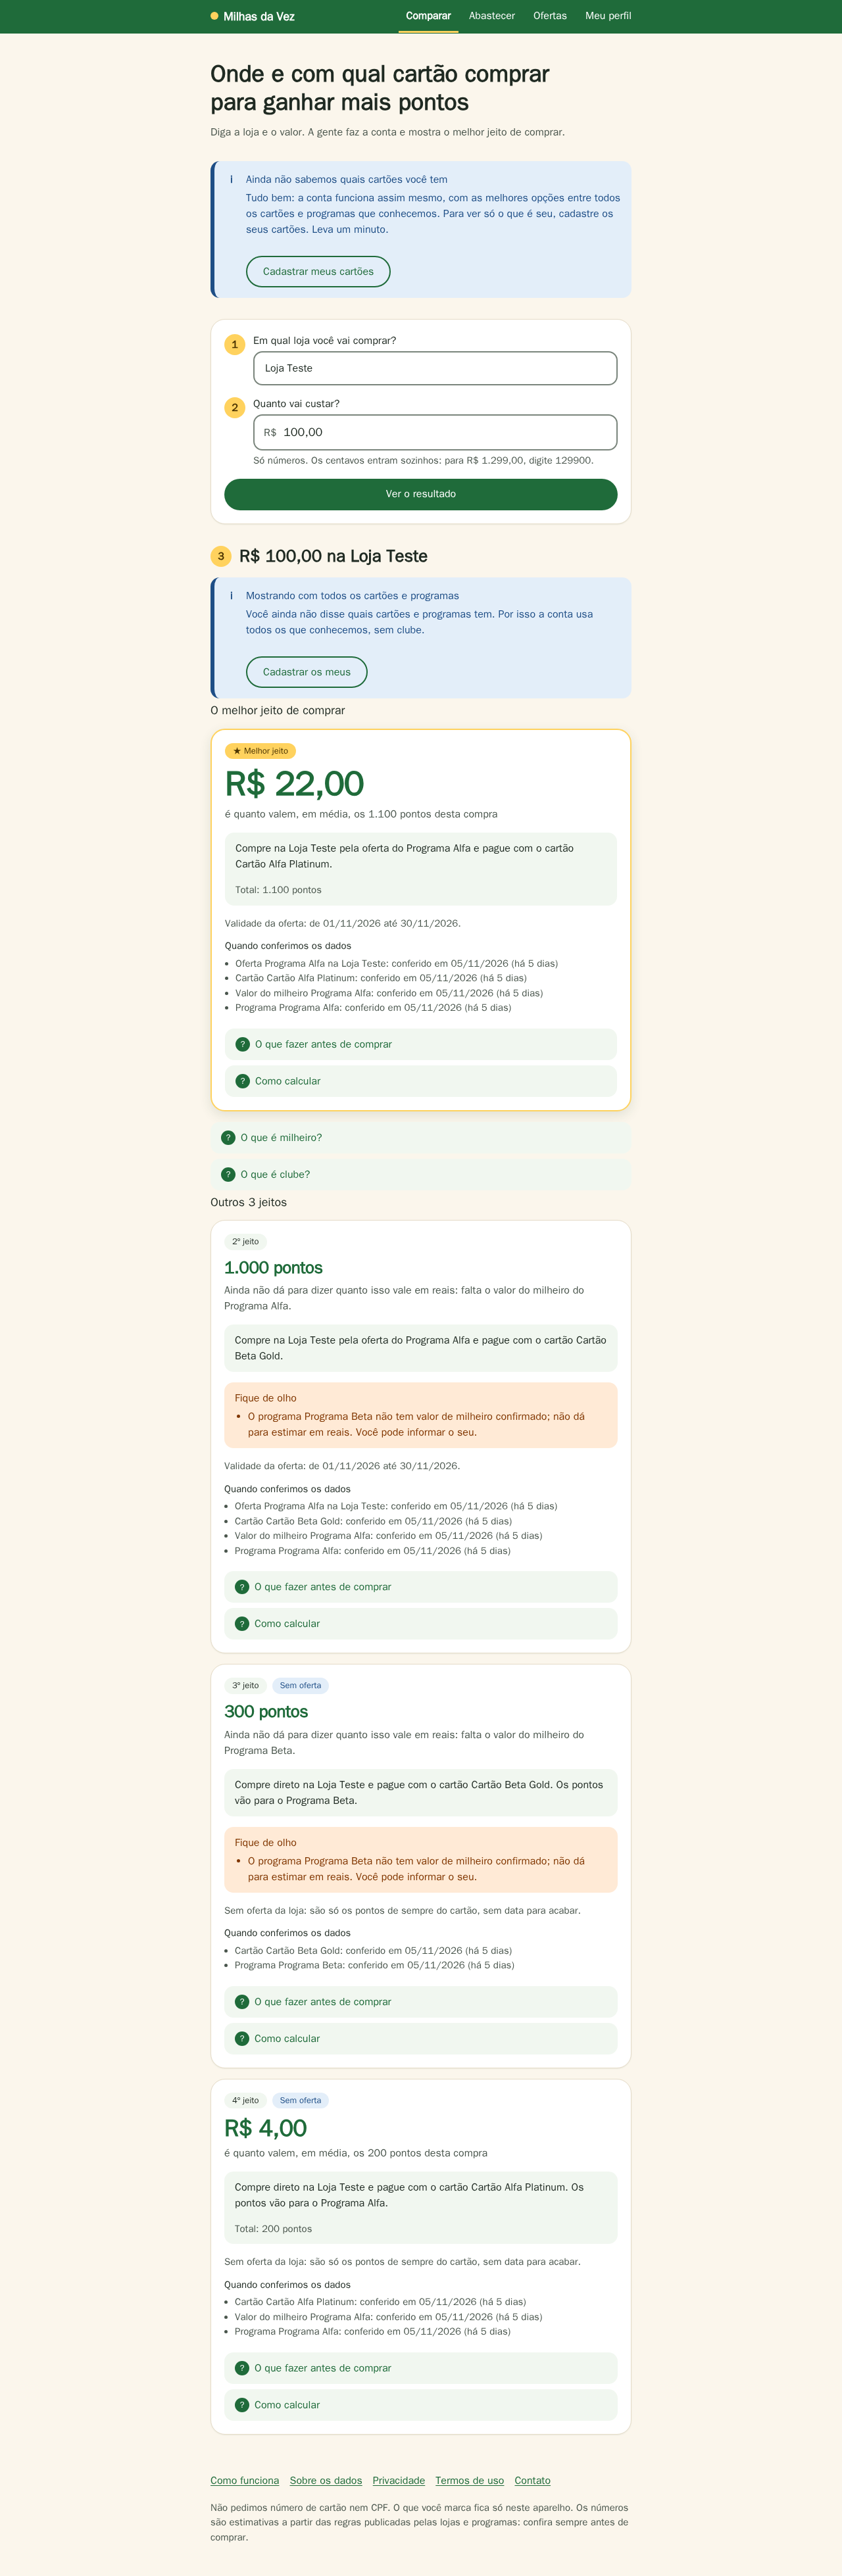 Milhas da Vez
Comparar
Abastecer
Ofertas
Meu perfil
Onde e com qual cartão comprar
para ganhar mais pontos
Diga a loja e o valor. A gente faz a conta e mostra o melhor jeito de comprar.
i
Ainda não sabemos quais cartões você tem
Tudo bem: a conta funciona assim mesmo, com as melhores opções entre todos
os cartões e programas que conhecemos. Para ver só o que é seu, cadastre os
seus cartões. Leva um minuto.
Cadastrar meus cartões
1
Em qual loja você vai comprar?
Loja Teste
2
Quanto vai custar?
R$ 100,00
Só números. Os centavos entram sozinhos: para R$ 1.299,00, digite 129900.
Ver o resultado
3
R$ 100,00 na Loja Teste
i
Mostrando com todos os cartões e programas
Você ainda não disse quais cartões e programas tem. Por isso a conta usa
todos os que conhecemos, sem clube.
Cadastrar os meus
O melhor jeito de comprar
★ Melhor jeito
R$ 22,00
é quanto valem, em média, os 1.100 pontos desta compra
Compre na Loja Teste pela oferta do Programa Alfa e pague com o cartão
Cartão Alfa Platinum.
Total: 1.100 pontos
Validade da oferta: de 01/11/2026 até 30/11/2026.
Quando conferimos os dados
• Oferta Programa Alfa na Loja Teste: conferido em 05/11/2026 (há 5 dias)
• Cartão Cartão Alfa Platinum: conferido em 05/11/2026 (há 5 dias)
• Valor do milheiro Programa Alfa: conferido em 05/11/2026 (há 5 dias)
• Programa Programa Alfa: conferido em 05/11/2026 (há 5 dias)
? O que fazer antes de comprar
? Como calcular
? O que é milheiro?
? O que é clube?
Outros 3 jeitos
2º jeito
1.000 pontos
Ainda não dá para dizer quanto isso vale em reais: falta o valor do milheiro do
Programa Alfa.
Compre na Loja Teste pela oferta do Programa Alfa e pague com o cartão Cartão
Beta Gold.
Fique de olho
• O programa Programa Beta não tem valor de milheiro confirmado; não dá
para estimar em reais. Você pode informar o seu.
Validade da oferta: de 01/11/2026 até 30/11/2026.
Quando conferimos os dados
• Oferta Programa Alfa na Loja Teste: conferido em 05/11/2026 (há 5 dias)
• Cartão Cartão Beta Gold: conferido em 05/11/2026 (há 5 dias)
• Valor do milheiro Programa Alfa: conferido em 05/11/2026 (há 5 dias)
• Programa Programa Alfa: conferido em 05/11/2026 (há 5 dias)
? O que fazer antes de comprar
? Como calcular
3º jeito
Sem oferta
300 pontos
Ainda não dá para dizer quanto isso vale em reais: falta o valor do milheiro do
Programa Beta.
Compre direto na Loja Teste e pague com o cartão Cartão Beta Gold. Os pontos
vão para o Programa Beta.
Fique de olho
• O programa Programa Beta não tem valor de milheiro confirmado; não dá
para estimar em reais. Você pode informar o seu.
Sem oferta da loja: são só os pontos de sempre do cartão, sem data para acabar.
Quando conferimos os dados
• Cartão Cartão Beta Gold: conferido em 05/11/2026 (há 5 dias)
• Programa Programa Beta: conferido em 05/11/2026 (há 5 dias)
? O que fazer antes de comprar
? Como calcular
4º jeito
Sem oferta
R$ 4,00
é quanto valem, em média, os 200 pontos desta compra
Compre direto na Loja Teste e pague com o cartão Cartão Alfa Platinum. Os
pontos vão para o Programa Alfa.
Total: 200 pontos
Sem oferta da loja: são só os pontos de sempre do cartão, sem data para acabar.
Quando conferimos os dados
• Cartão Cartão Alfa Platinum: conferido em 05/11/2026 (há 5 dias)
• Valor do milheiro Programa Alfa: conferido em 05/11/2026 (há 5 dias)
• Programa Programa Alfa: conferido em 05/11/2026 (há 5 dias)
? O que fazer antes de comprar
? Como calcular
Como funciona
Sobre os dados
Privacidade
Termos de uso
Contato
Não pedimos número de cartão nem CPF. O que você marca fica só neste aparelho. Os números
são estimativas a partir das regras publicadas pelas lojas e programas: confira sempre antes de
comprar.